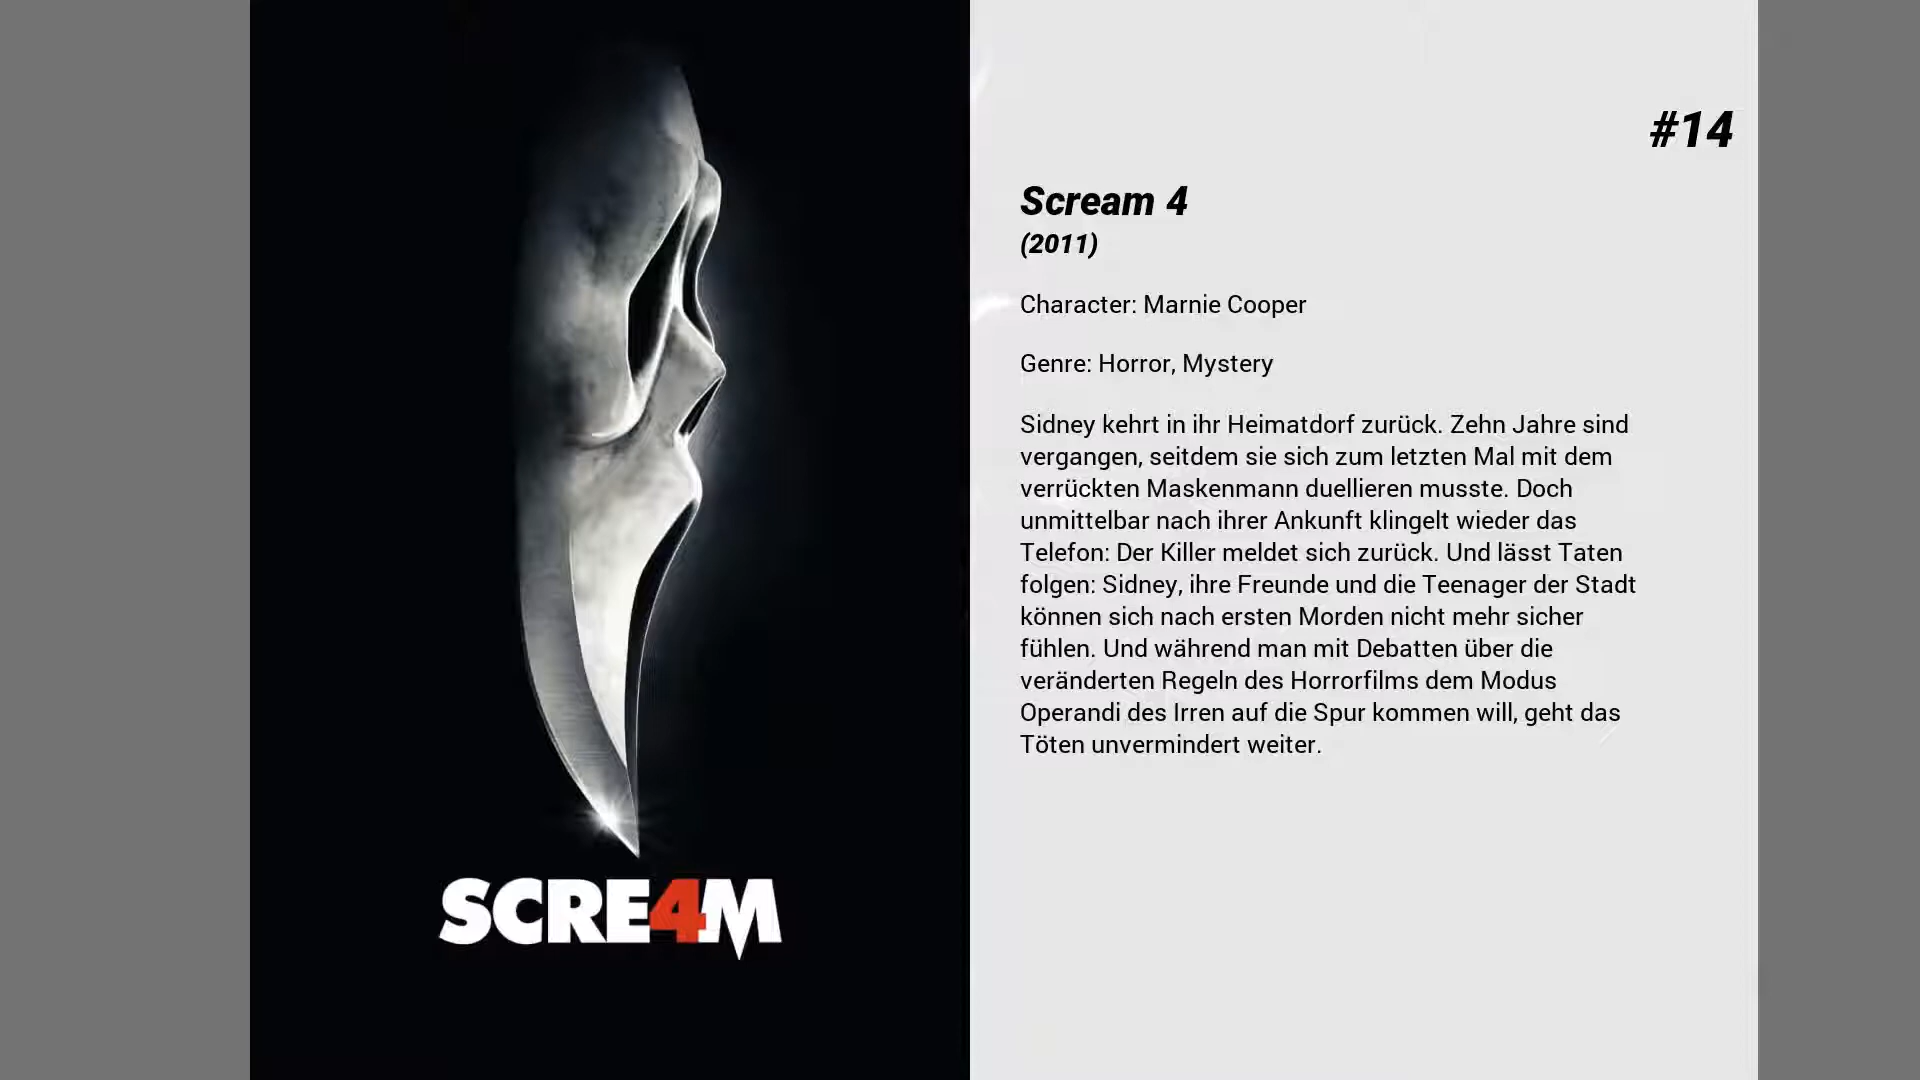 SCRE4M
#14
Scream 4
(2011)
Character: Marnie Cooper
Genre: Horror, Mystery
Sidney kehrt in ihr Heimatdorf zurück. Zehn Jahre sind
vergangen, seitdem sie sich zum letzten Mal mit dem
verrückten Maskenmann duellieren musste. Doch
unmittelbar nach ihrer Ankunft klingelt wieder das
Telefon: Der Killer meldet sich zurück. Und lässt Taten
folgen: Sidney, ihre Freunde und die Teenager der Stadt
können sich nach ersten Morden nicht mehr sicher
fühlen. Und während man mit Debatten über die
veränderten Regeln des Horrorfilms dem Modus
Operandi des Irren auf die Spur kommen will, geht das
Töten unvermindert weiter.